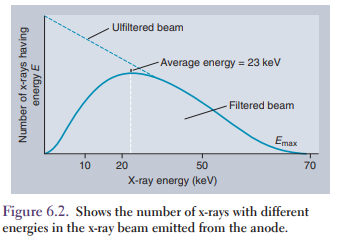 Number of x-rays leaving
energy E
Ulfiltered beam
Average energy = 23 keV
Filtered beam
Emax
10 20 50 70
X-ray energy (keV)
Figure 6.2. Shows the number of x-rays with different
energies in the x-ray beam emitted from the anode.